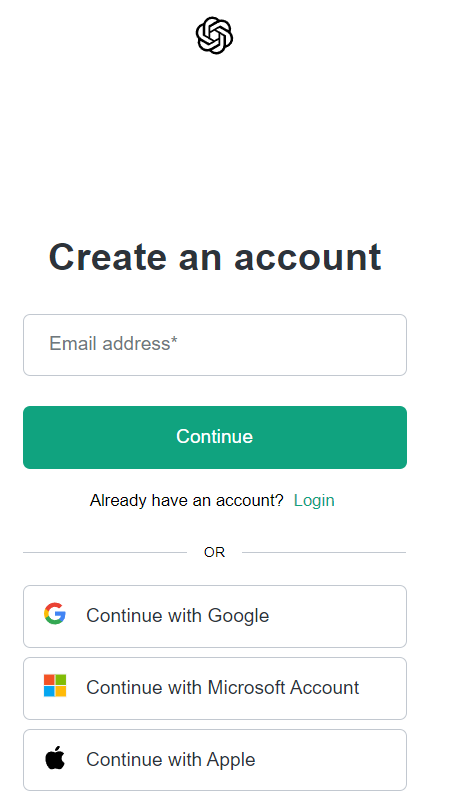 Create an account
Email address*
Continue
Already have an account? Login
OR
Continue with Google
Continue with Microsoft Account
Continue with Apple